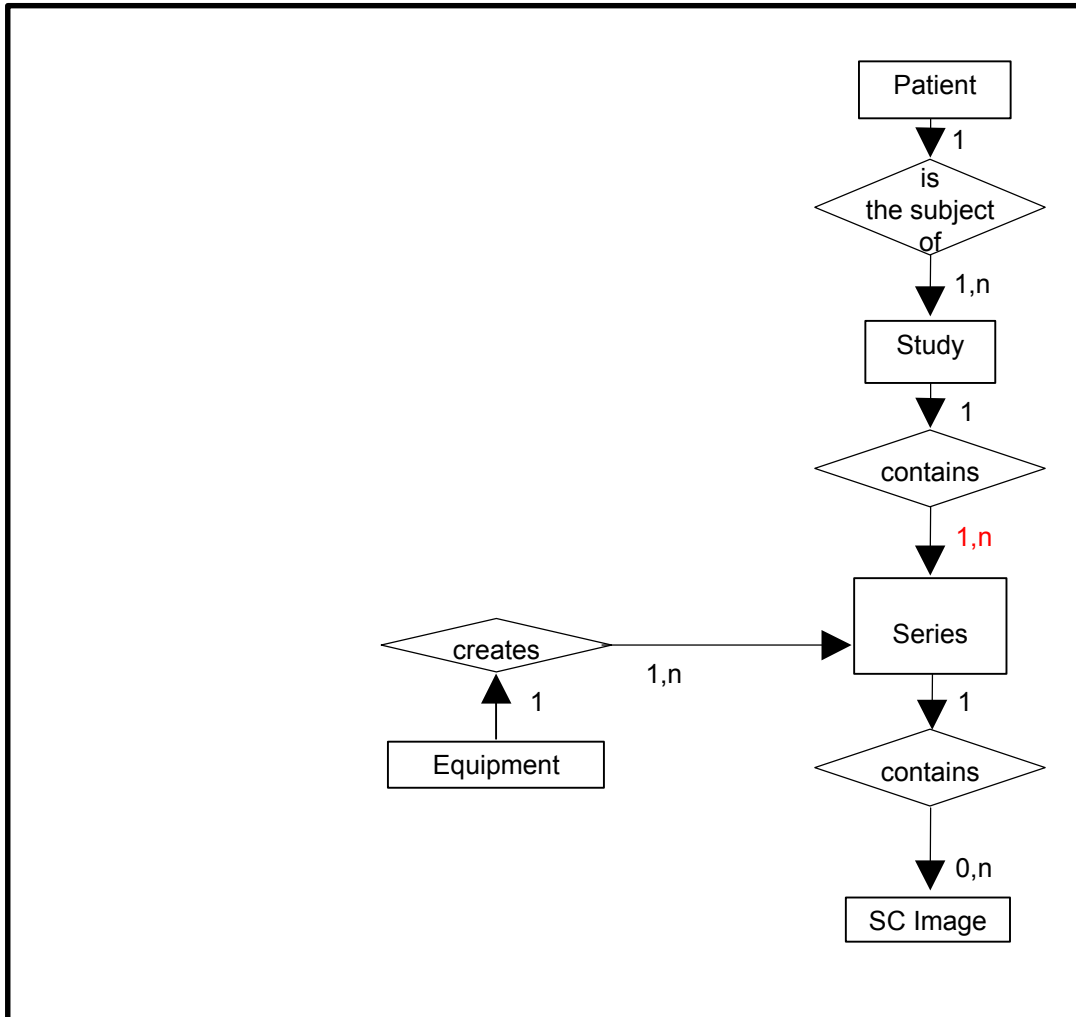 Patient
1
is
the subject
of
1,n
Study
1
contains
1,n
Series
creates
1,n
1
1
Equipment
contains
0,n
SC Image